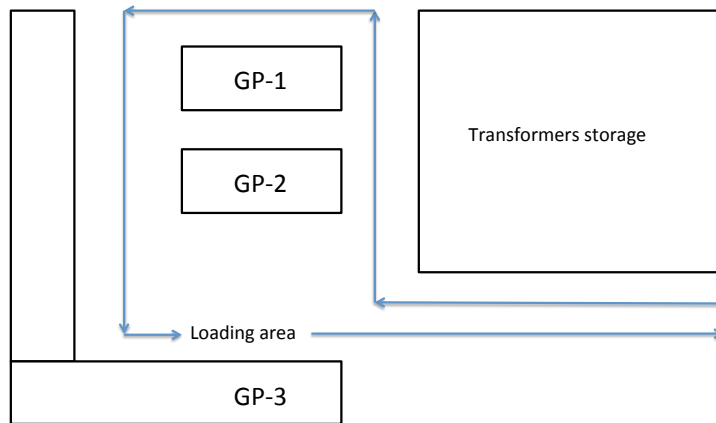 GP-1
Transformers storage
GP-2
Loading area
GP-3